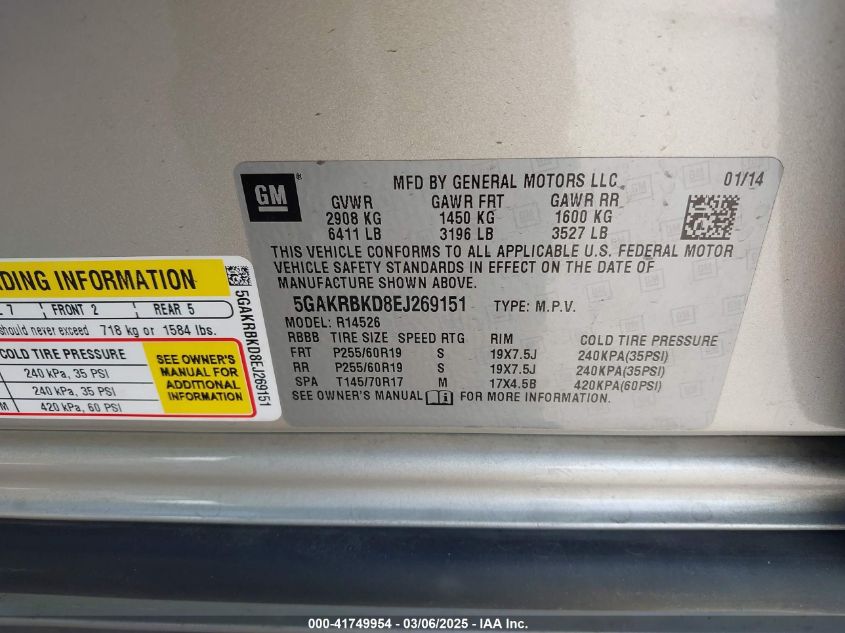 GM ®
MFD BY GENERAL MOTORS LLC 01/14
GVWR GAWR FRT GAWR RR
2908 KG 1450 KG 1600 KG
6411 LB 3196 LB 3527 LB
THIS VEHICLE CONFORMS TO ALL APPLICABLE U.S. FEDERAL MOTOR
VEHICLE SAFETY STANDARDS IN EFFECT ON THE DATE OF
MANUFACTURE SHOWN ABOVE.
5GAKRBKD8EJ269151 TYPE: M.P.V.
MODEL: R14526
RBBB TIRE SIZE SPEED RTG RIM COLD TIRE PRESSURE
FRT P255/60R19 S 19X7.5J 240KPA(35PSI)
RR P255/60R19 S 19X7.5J 240KPA(35PSI)
SPA T145/70R17 M 17X4.5B 420KPA(60PSI)
SEE OWNER'S MANUAL i FOR MORE INFORMATION.
DING INFORMATION
7 FRONT 2 REAR 5
should never exceed 718 kg or 1584 lbs.
COLD TIRE PRESSURE
240 kPa, 35 PSI
240 kPa, 35 PSI
M 420 kPa, 60 PSI
SEE OWNER'S
MANUAL FOR
ADDITIONAL
INFORMATION
5GAKRBKD8EJ269151
000-41749954 - 03/06/2025 - IAA Inc.